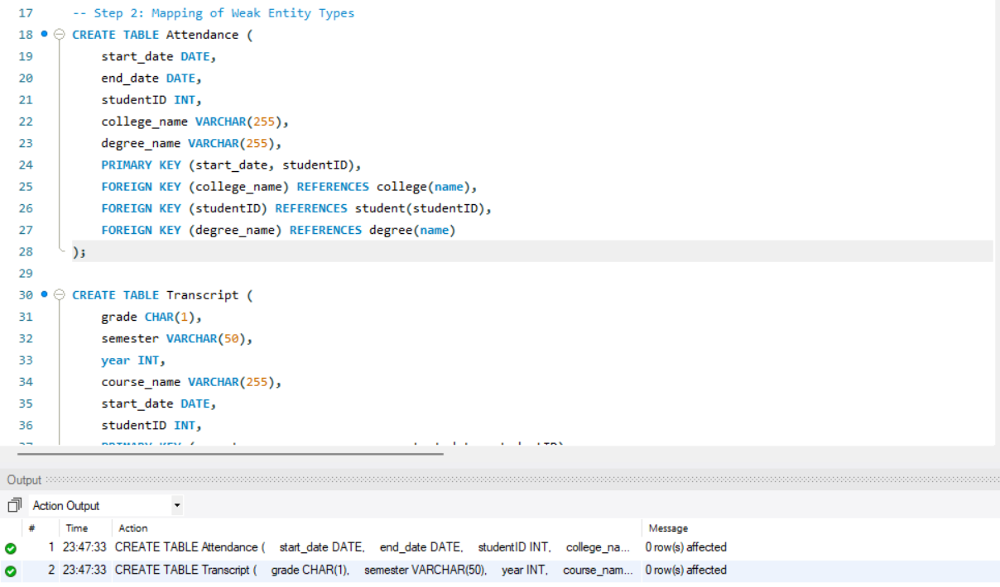 17 -- Step 2: Mapping of Weak Entity Types
18 CREATE TABLE Attendance (
19 start_date DATE,
20 end_date DATE,
21 studentID INT,
22 college_name VARCHAR(255),
23 degree_name VARCHAR(255),
24 PRIMARY KEY (start_date, studentID),
25 FOREIGN KEY (college_name) REFERENCES college(name),
26 FOREIGN KEY (studentID) REFERENCES student(studentID),
27 FOREIGN KEY (degree_name) REFERENCES degree(name)
28 );
29
30 CREATE TABLE Transcript (
31 grade CHAR(1),
32 semester VARCHAR(50),
33 year INT,
34 course_name VARCHAR(255),
35 start_date DATE,
36 studentID INT,
Output
Action Output
# Time Action Message
1 23:47:33 CREATE TABLE Attendance ( start_date DATE, end_date DATE, studentID INT, college_na... 0 row(s) affected
2 23:47:33 CREATE TABLE Transcript ( grade CHAR(1), semester VARCHAR(50), year INT, course_nam... 0 row(s) affected